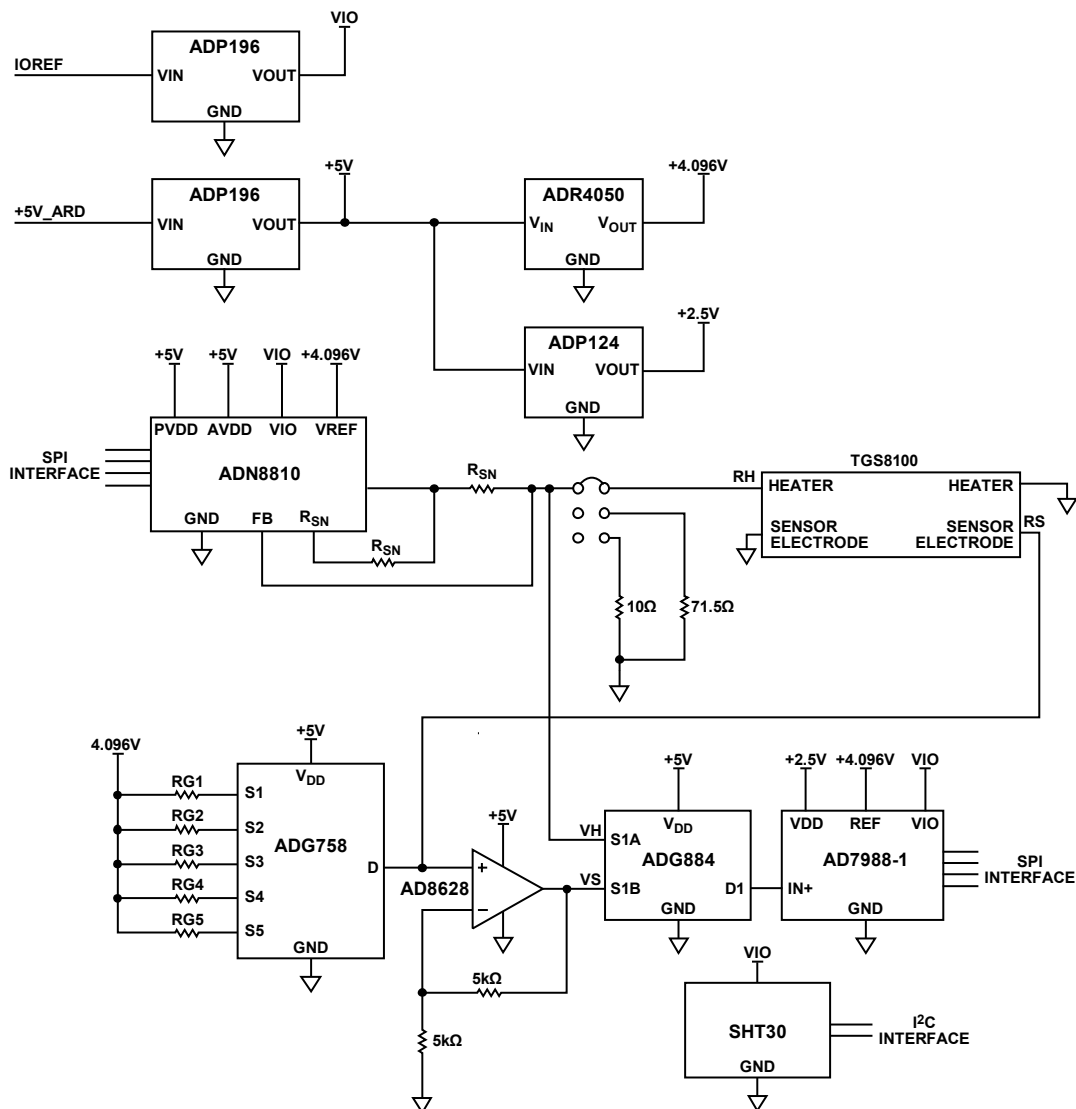 VIO
ADP196
IOREF
VIN
VOUT
GND
+5V
+4.096V
ADP196
ADR4050
+5V_ARD
VIN
VOUT
VIN
VOUT
GND
GND
+2.5V
ADP124
VIN
VOUT
GND
+5V
+5V
VIO
+4.096V
PVDD
AVDD
VIO
VREF
SPI
INTERFACE
ADN8810
GND
FB
RSN
RSN
RSN
TGS8100
RH
HEATER
HEATER
SENSOR
ELECTRODE
SENSOR
ELECTRODE
RS
10Ω
71.5Ω
4.096V
+5V
VDD
RG1
S1
RG2
S2
RG3
S3
RG4
S4
RG5
S5
ADG758
D
GND
+5V
+
AD8628
−
5kΩ
5kΩ
+5V
VDD
VH
S1A
ADG884
VS
S1B
D1
GND
+2.5V
+4.096V
VIO
VDD
REF
VIO
AD7988-1
IN+
GND
SPI
INTERFACE
VIO
SHT30
GND
I2C
INTERFACE